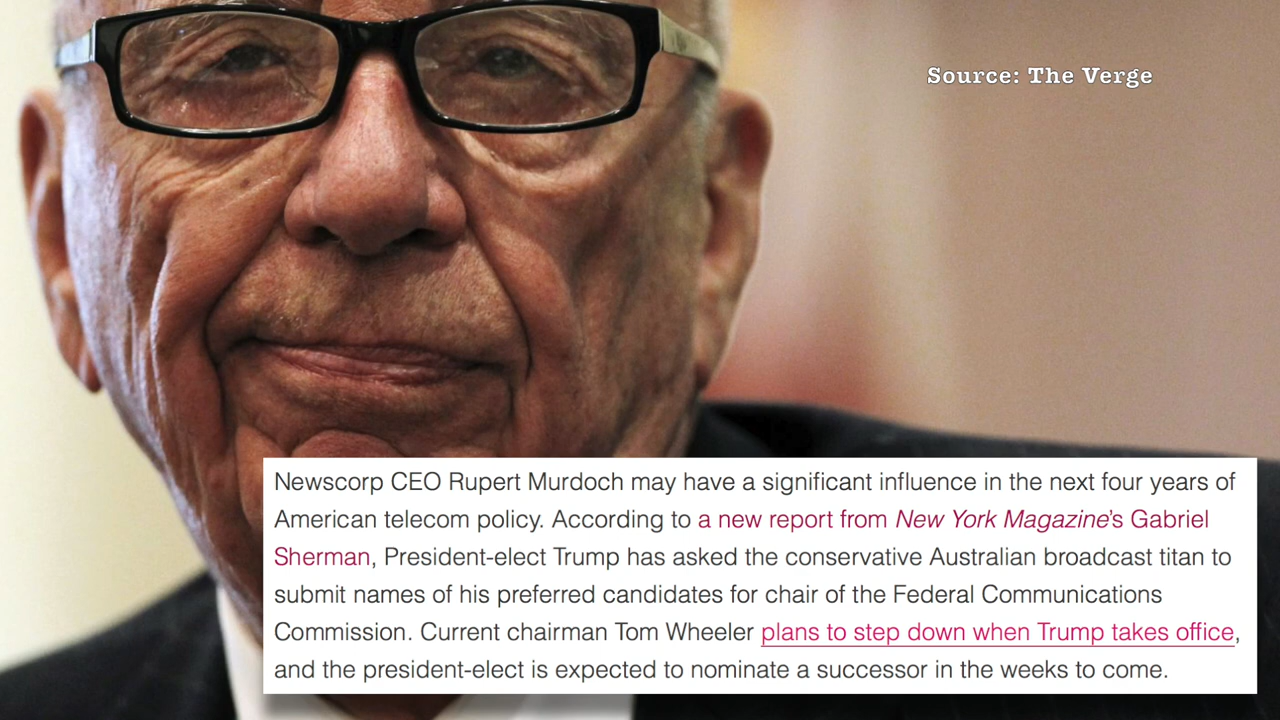 Source: The Verge
Newscorp CEO Rupert Murdoch may have a significant influence in the next four years of
American telecom policy. According to a new report from New York Magazine's Gabriel
Sherman, President-elect Trump has asked the conservative Australian broadcast titan to
submit names of his preferred candidates for chair of the Federal Communications
Commission. Current chairman Tom Wheeler plans to step down when Trump takes office,
and the president-elect is expected to nominate a successor in the weeks to come.